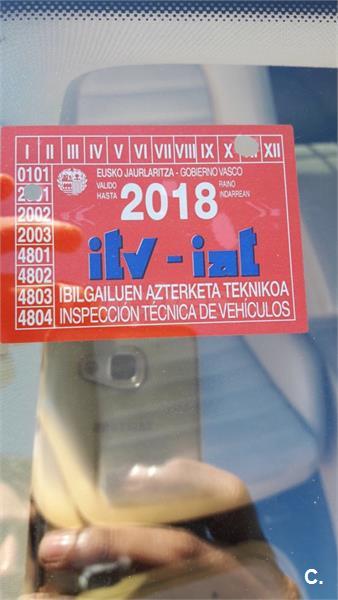 I II III IV V VI VII VIII IX X XII
0101
EUSKO JAURLARITZA - GOBIERNO VASCO
VALIDO HASTA 2018 RAINO INDARREAN
2002
2003
4801
itv - iat
4802
4803 IBILGAILUEN AZTERKETA TEKNIKOA
4804 INSPECCIÓN TÉCNICA DE VEHÍCULOS
SAMSUNG
C.